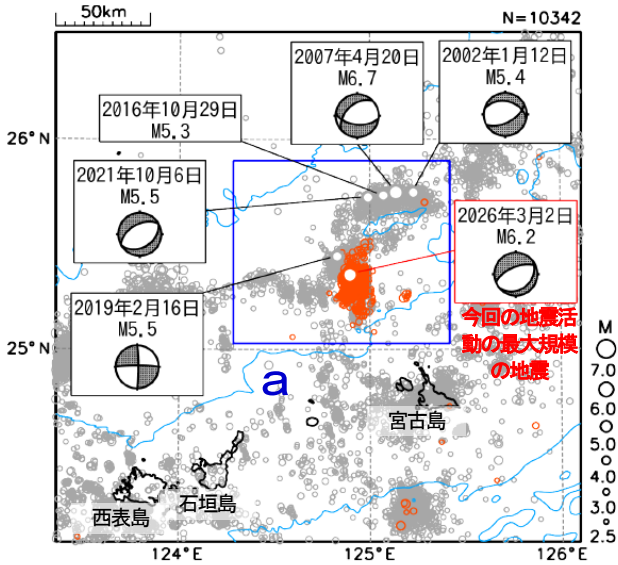 50km
N=10342
2007年4月20日
M6.7
2002年1月12日
M5.4
2016年10月29日
M5.3
26°N
2021年10月6日
M5.5
2026年3月2日
M6.2
2019年2月16日
M5.5
今回の地震活
動の最大規模
の地震
25°N
a
宮古島
石垣島
西表島
M
7.0
6.0
5.0
4.0
3.0
2.5
124°E
125°E
126°E